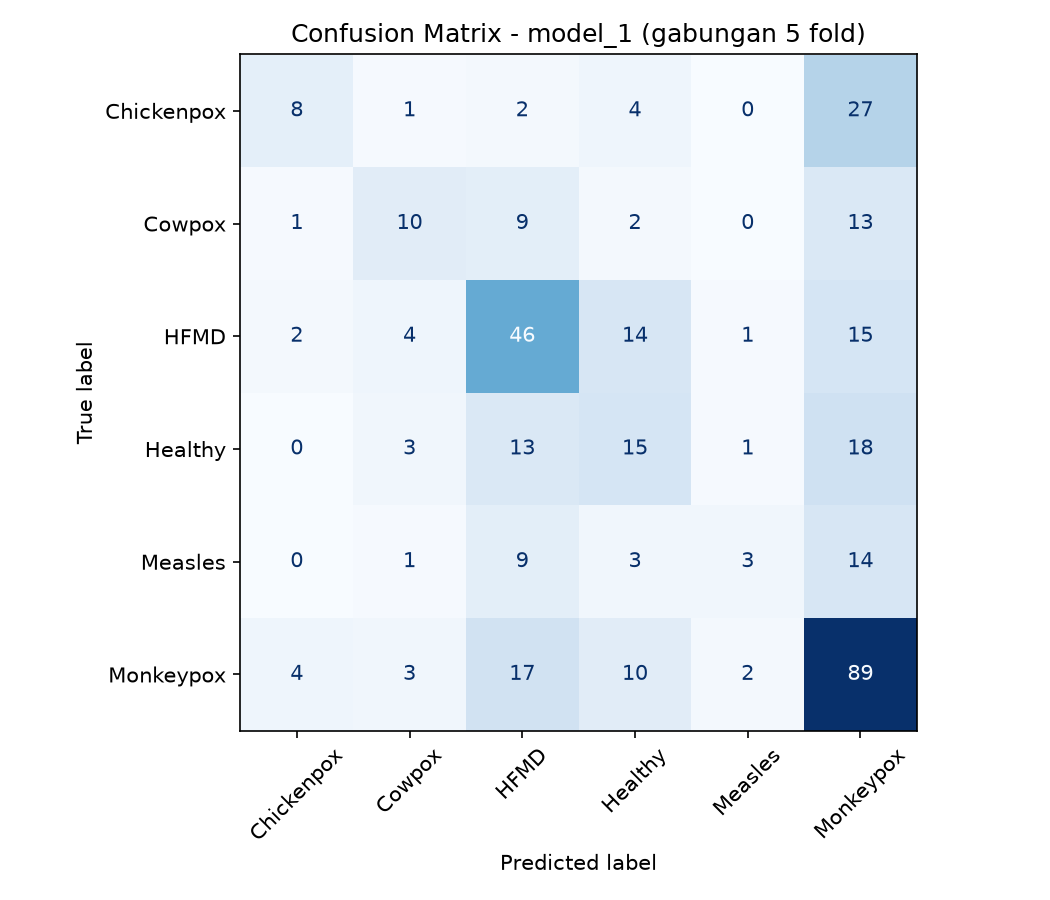 Confusion Matrix - model_1 (gabungan 5 fold)
Chickenpox 8 1 2 4 0 27
Cowpox 1 10 9 2 0 13
HFMD 2 4 46 14 1 15
Healthy 0 3 13 15 1 18
Measles 0 1 9 3 3 14
Monkeypox 4 3 17 10 2 89
True label
Chickenpox Cowpox HFMD Healthy Measles Monkeypox
Predicted label